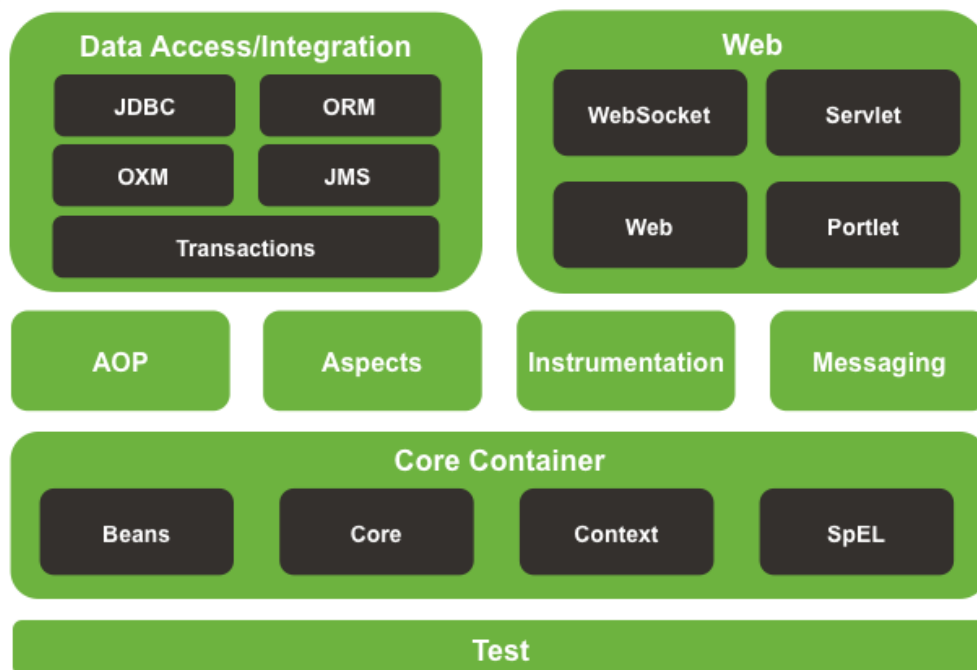 Data Access/Integration
JDBC
ORM
OXM
JMS
Transactions
Web
WebSocket
Servlet
Web
Portlet
AOP
Aspects
Instrumentation
Messaging
Core Container
Beans
Core
Context
SpEL
Test